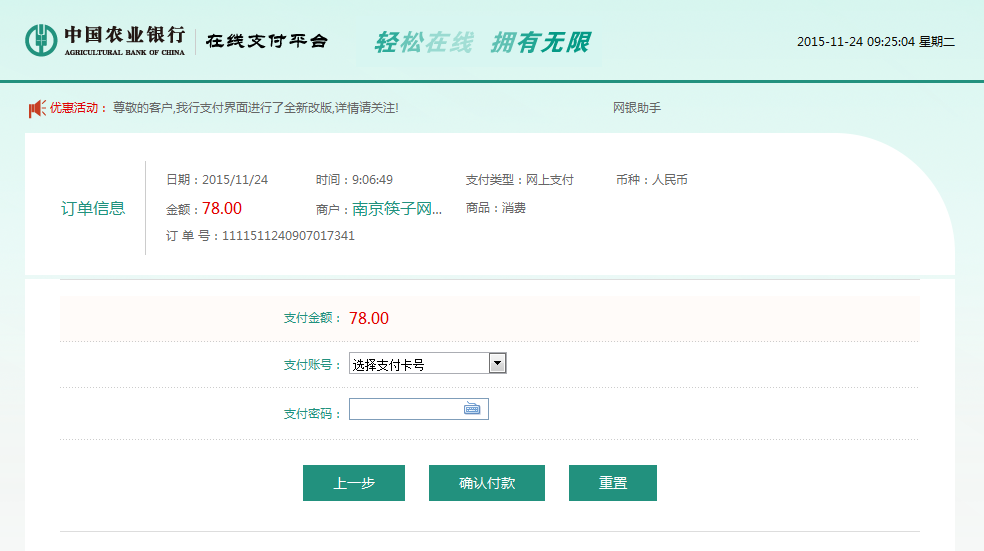 中国农业银行 在线支付平台 轻松在线 拥有无限 2015-11-24 09:25:04 星期二
AGRICULTURAL BANK OF CHINA
优惠活动： 尊敬的客户,我行支付界面进行了全新改版,详情请关注! 网银助手
订单信息
日期：2015/11/24 时间：9:06:49 支付类型：网上支付 币种：人民币
金额：78.00 商户：南京筷子网... 商品：消费
订 单 号：1111511240907017341
支付金额： 78.00
支付账号： 选择支付卡号
支付密码：
上一步 确认付款 重置